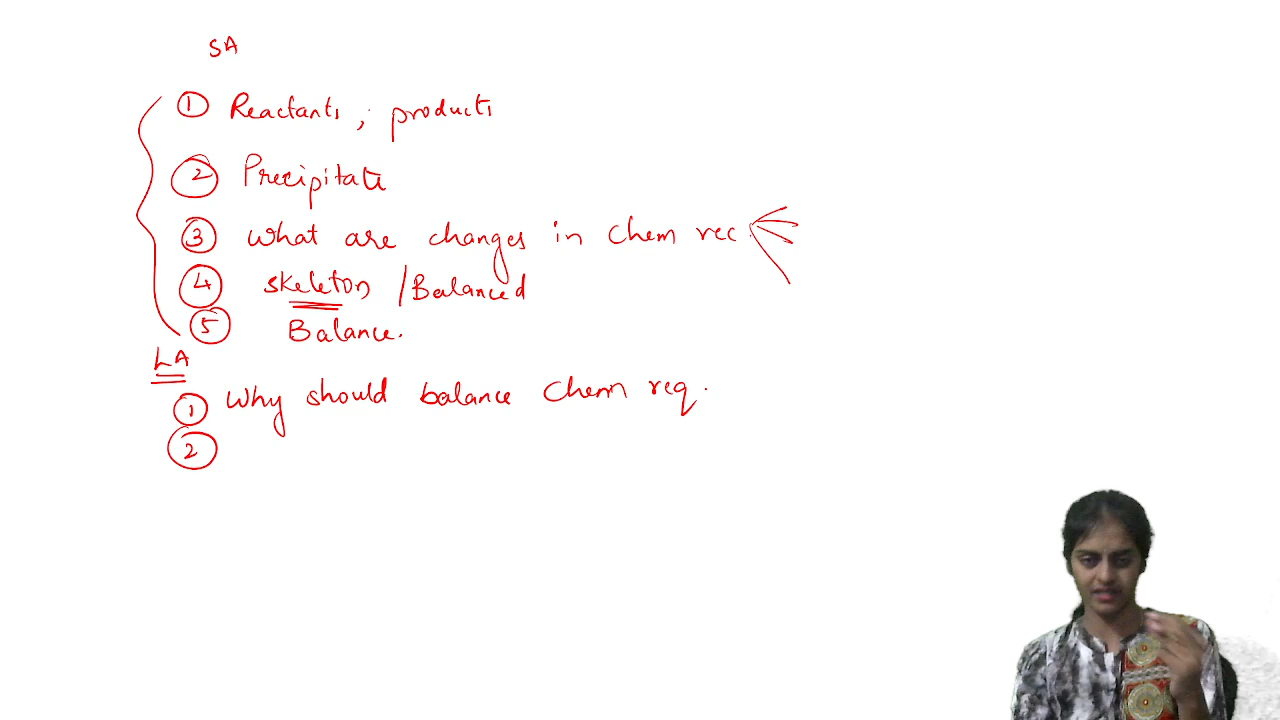 SA
① Reactants, products
② Precipitate
③ What are changes in chem rec
④ skeleton / Balanced
⑤ Balance.
LA
① Why should balance chem req.
②